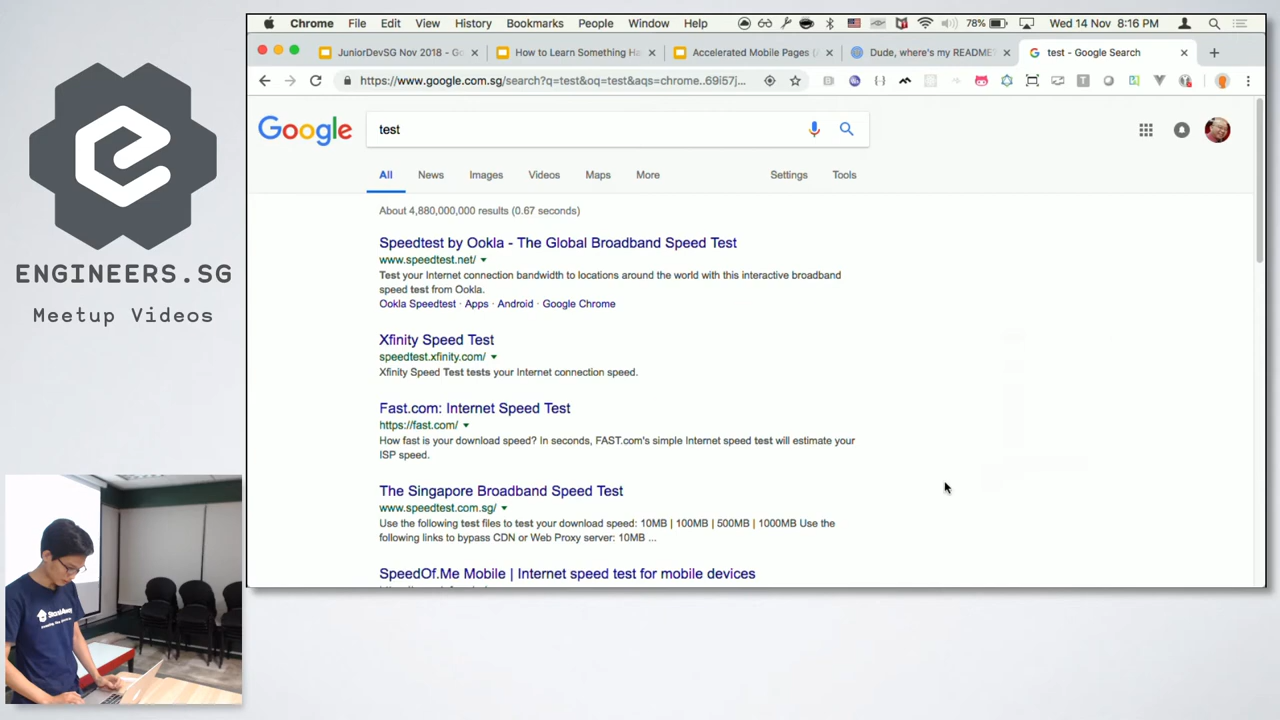 Chrome File Edit View History Bookmarks People Window Help 78% Wed 14 Nov 8:16 PM
JuniorDevSG Nov 2018 - Go
How to Learn Something Ha
Accelerated Mobile Pages (
Dude, where's my README
test - Google Search
https://www.google.com.sg/search?q=test&oq=test&aqs=chrome..69i57j...
Google
test
All News Images Videos Maps More Settings Tools
About 4,880,000,000 results (0.67 seconds)
Speedtest by Ookla - The Global Broadband Speed Test
www.speedtest.net/
Test your Internet connection bandwidth to locations around the world with this interactive broadband
speed test from Ookla.
Ookla Speedtest · Apps · Android · Google Chrome
Xfinity Speed Test
speedtest.xfinity.com/
Xfinity Speed Test tests your Internet connection speed.
Fast.com: Internet Speed Test
https://fast.com/
How fast is your download speed? In seconds, FAST.com's simple Internet speed test will estimate your
ISP speed.
The Singapore Broadband Speed Test
www.speedtest.com.sg/
Use the following test files to test your download speed: 10MB | 100MB | 500MB | 1000MB Use the
following links to bypass CDN or Web Proxy server: 10MB ...
SpeedOf.Me Mobile | Internet speed test for mobile devices
ENGINEERS.SG
Meetup Videos